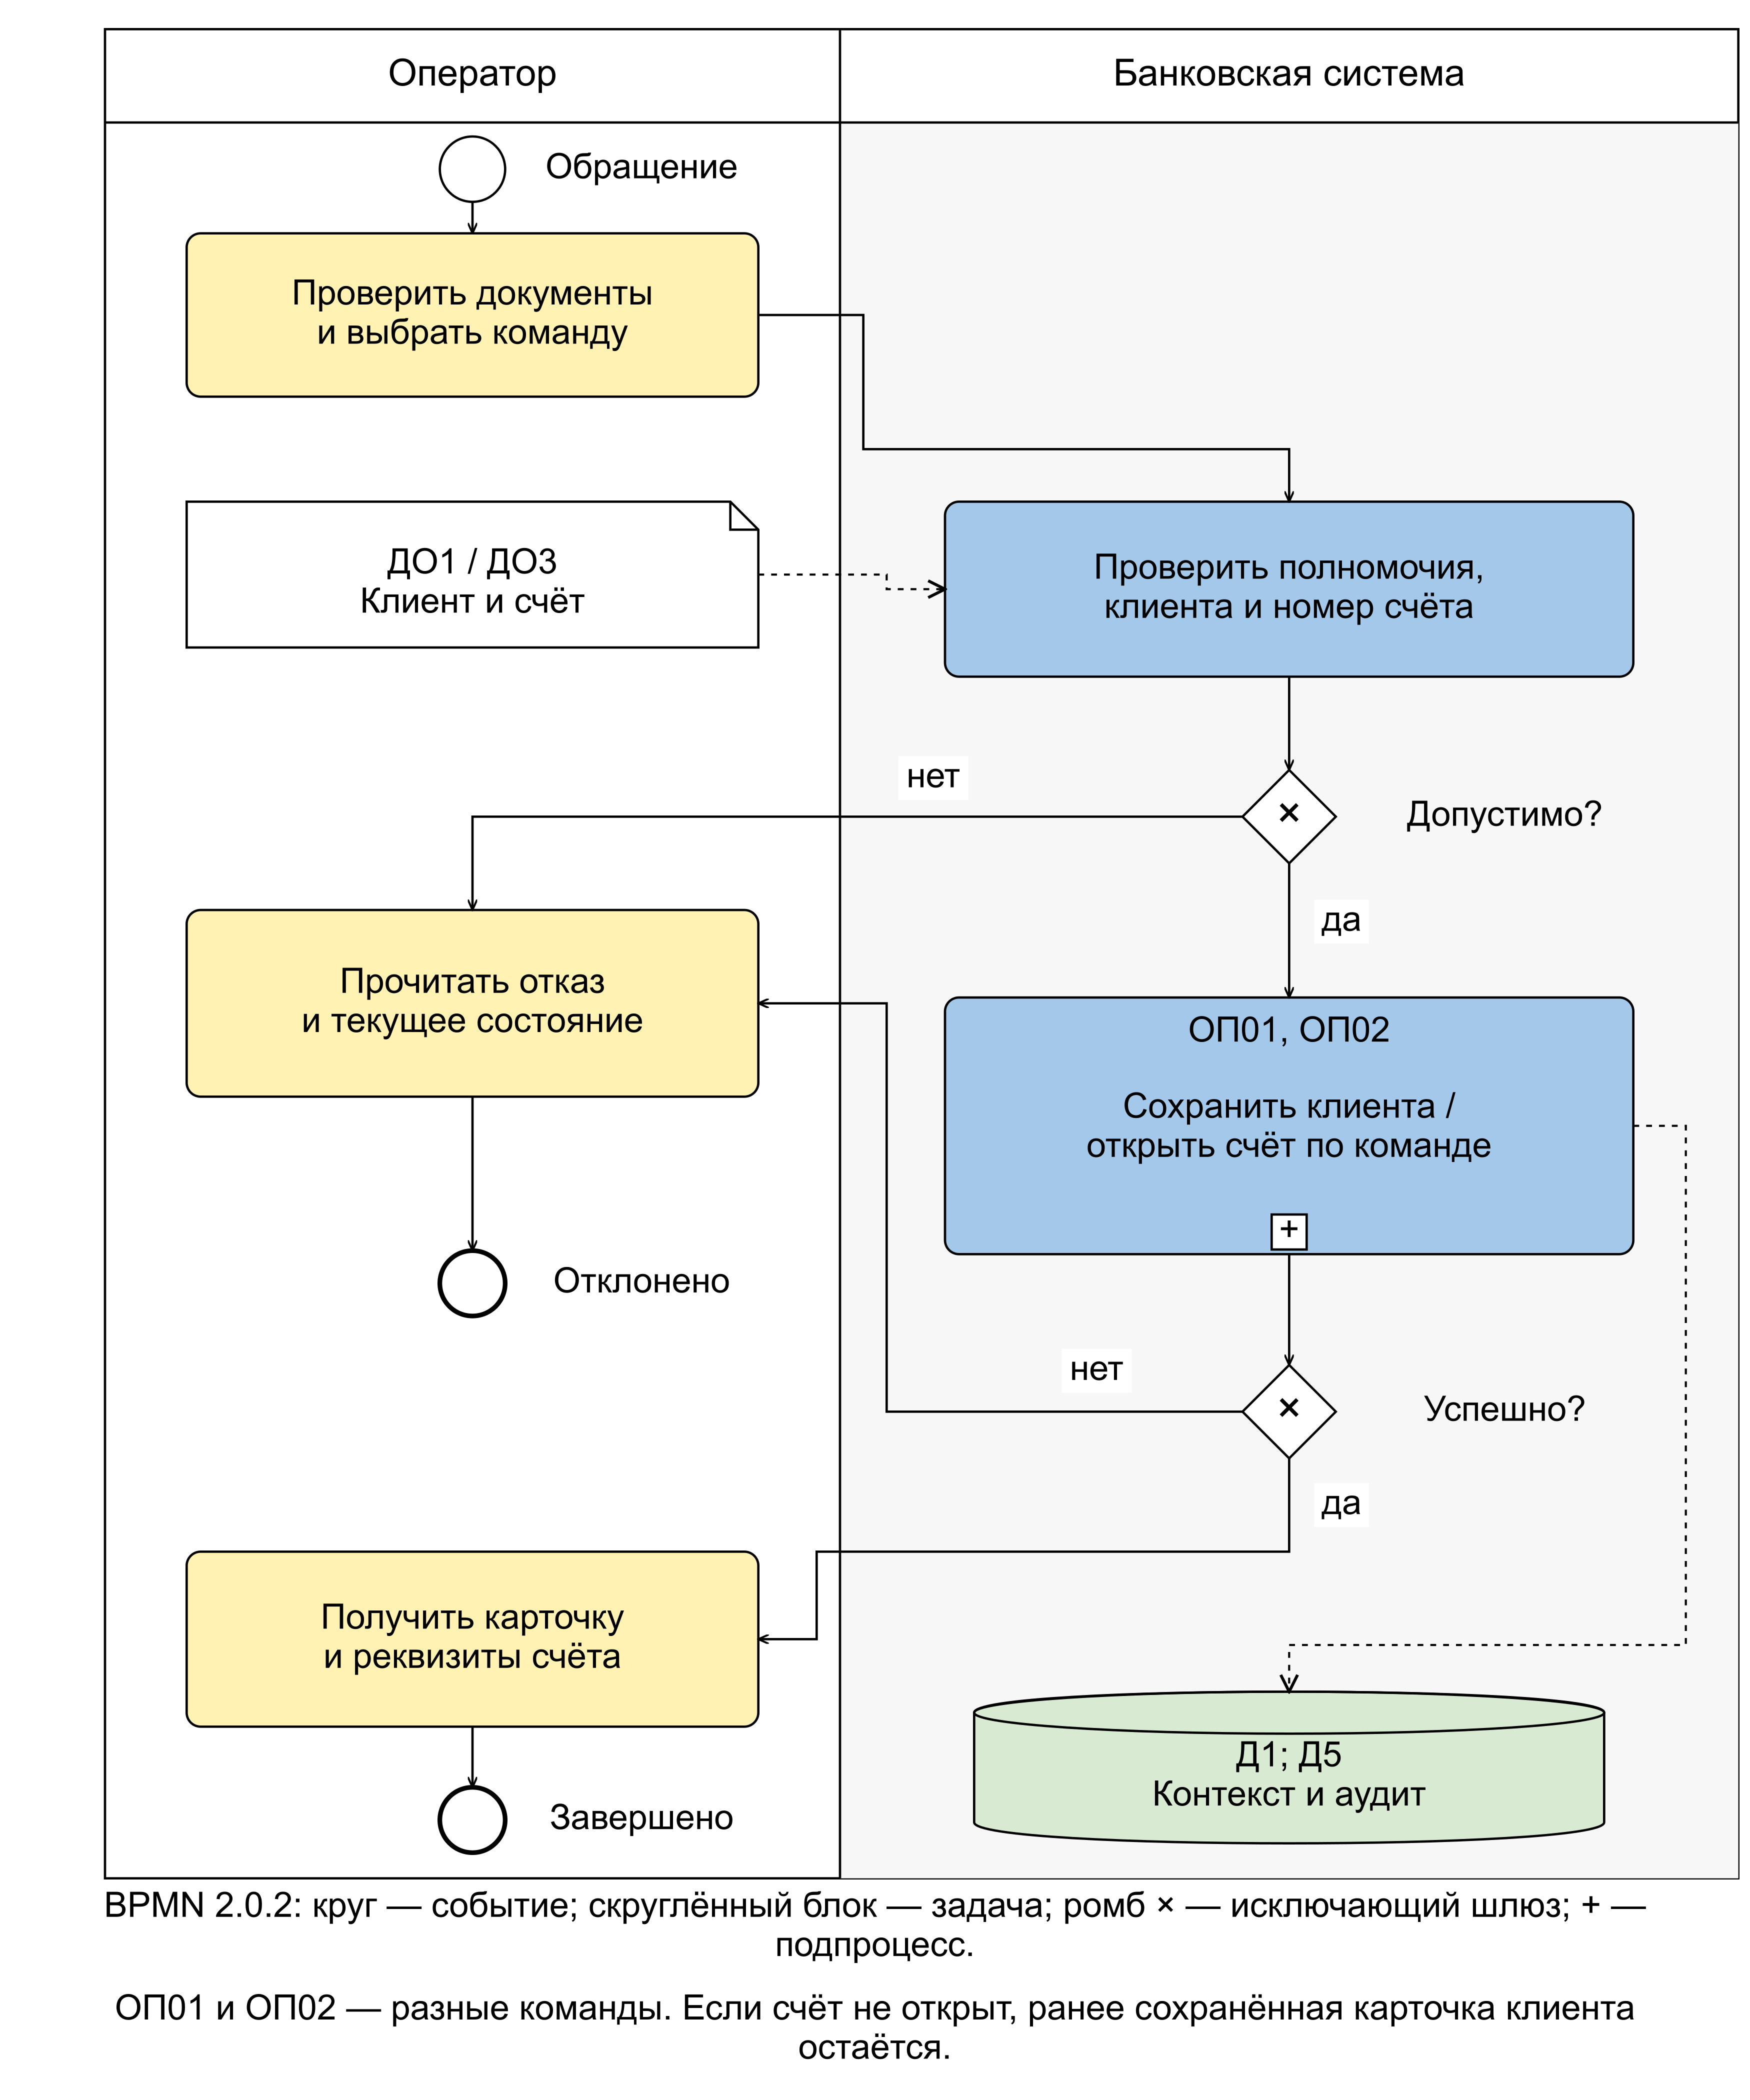 Оператор
Банковская система
Обращение
Проверить документы
и выбрать команду
ДО1 / ДО3
Клиент и счёт
Проверить полномочия,
клиента и номер счёта
нет
Допустимо?
да
Прочитать отказ
и текущее состояние
ОП01, ОП02
Сохранить клиента /
открыть счёт по команде
+
Отклонено
нет
Успешно?
да
Получить карточку
и реквизиты счёта
Д1; Д5
Контекст и аудит
Завершено
BPMN 2.0.2: круг — событие; скруглённый блок — задача; ромб × — исключающий шлюз; + —
подпроцесс.
ОП01 и ОП02 — разные команды. Если счёт не открыт, ранее сохранённая карточка клиента
остаётся.